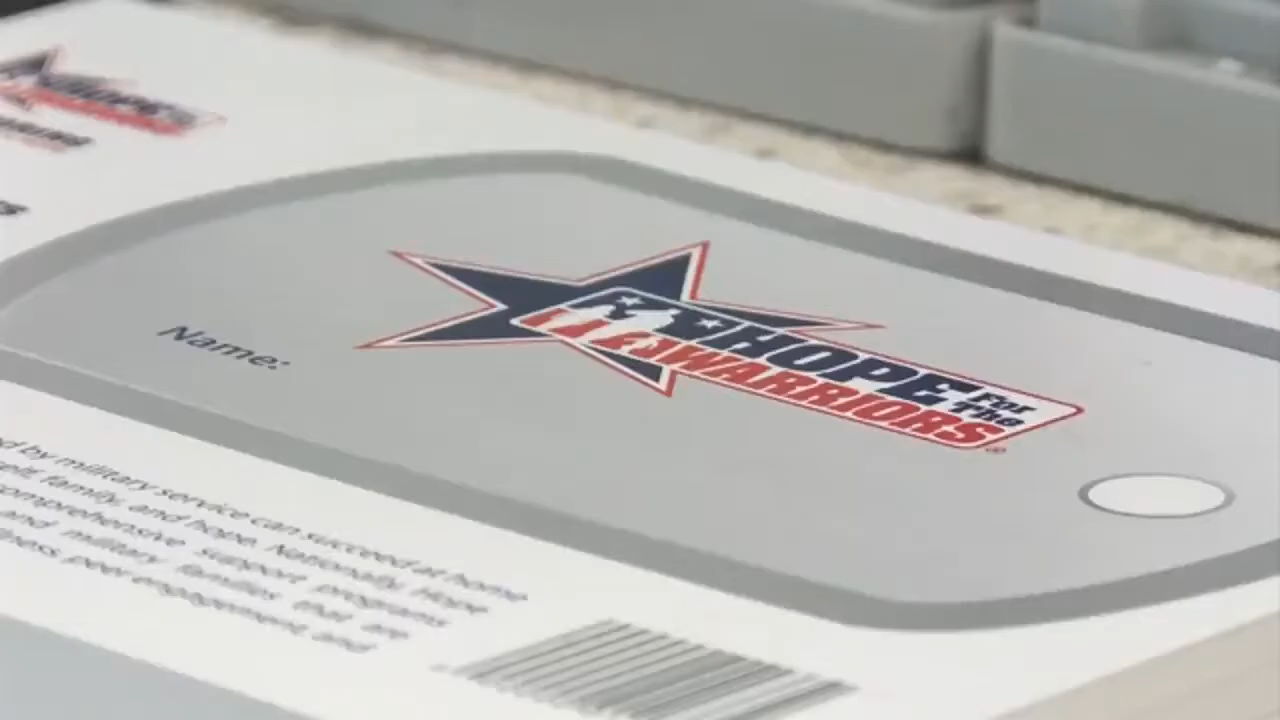 Name:
HOPE
For
The
WARRIORS®
by military service can succeed at home
self, family, and hope. Nationally, Hope
comprehensive support programs
and military families that are
peer engagement, and